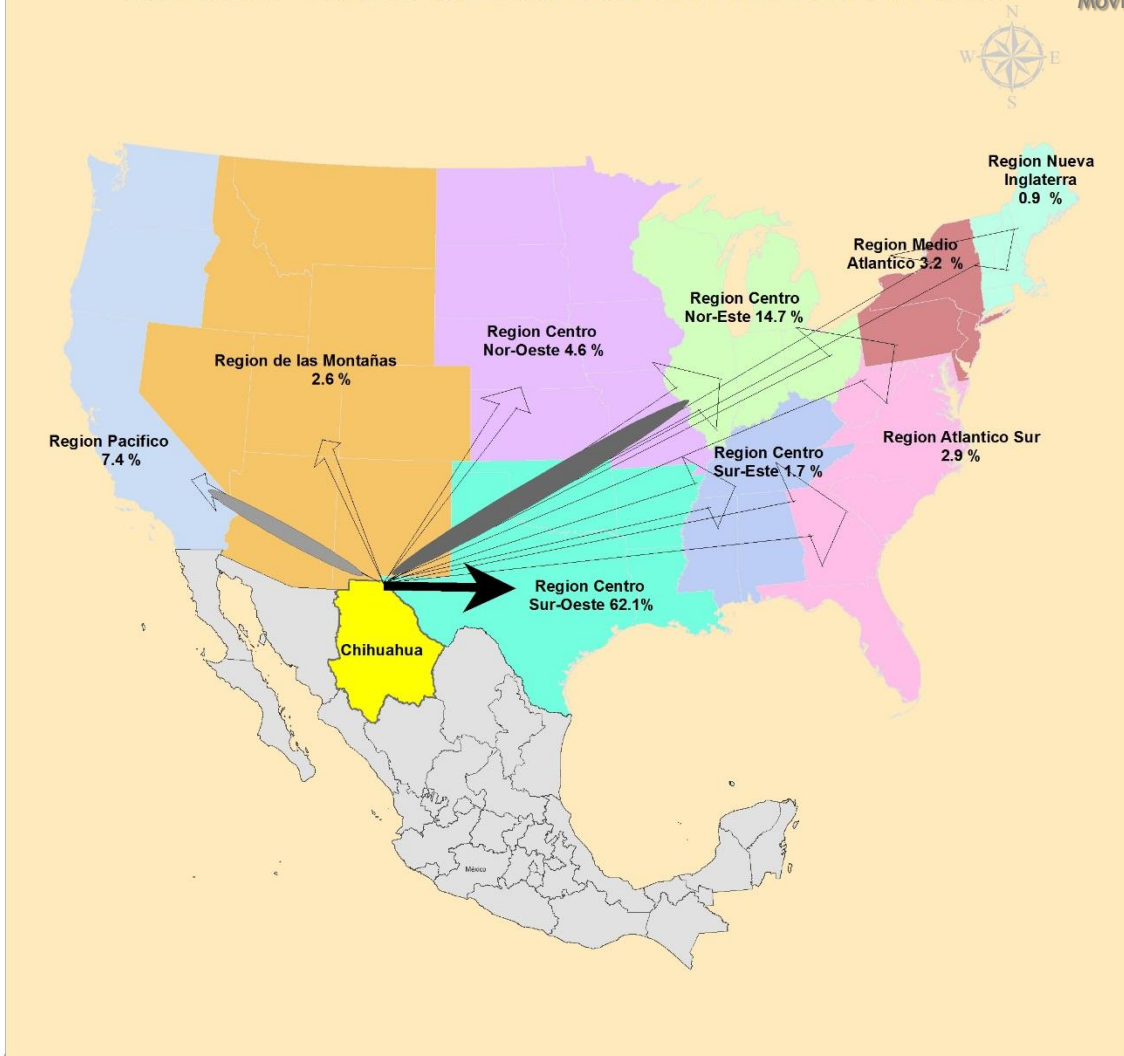 N
W E
S
Region Nueva
Inglaterra
0.9 %
Region Medio
Atlantico 3.2 %
Region Centro
Nor-Este 14.7 %
Region Centro
Nor-Oeste 4.6 %
Region de las Montañas
2.6 %
Region Pacifico
7.4 %
Region Atlantico Sur
2.9 %
Region Centro
Sur-Este 1.7 %
Region Centro
Sur-Oeste 62.1%
Chihuahua
México